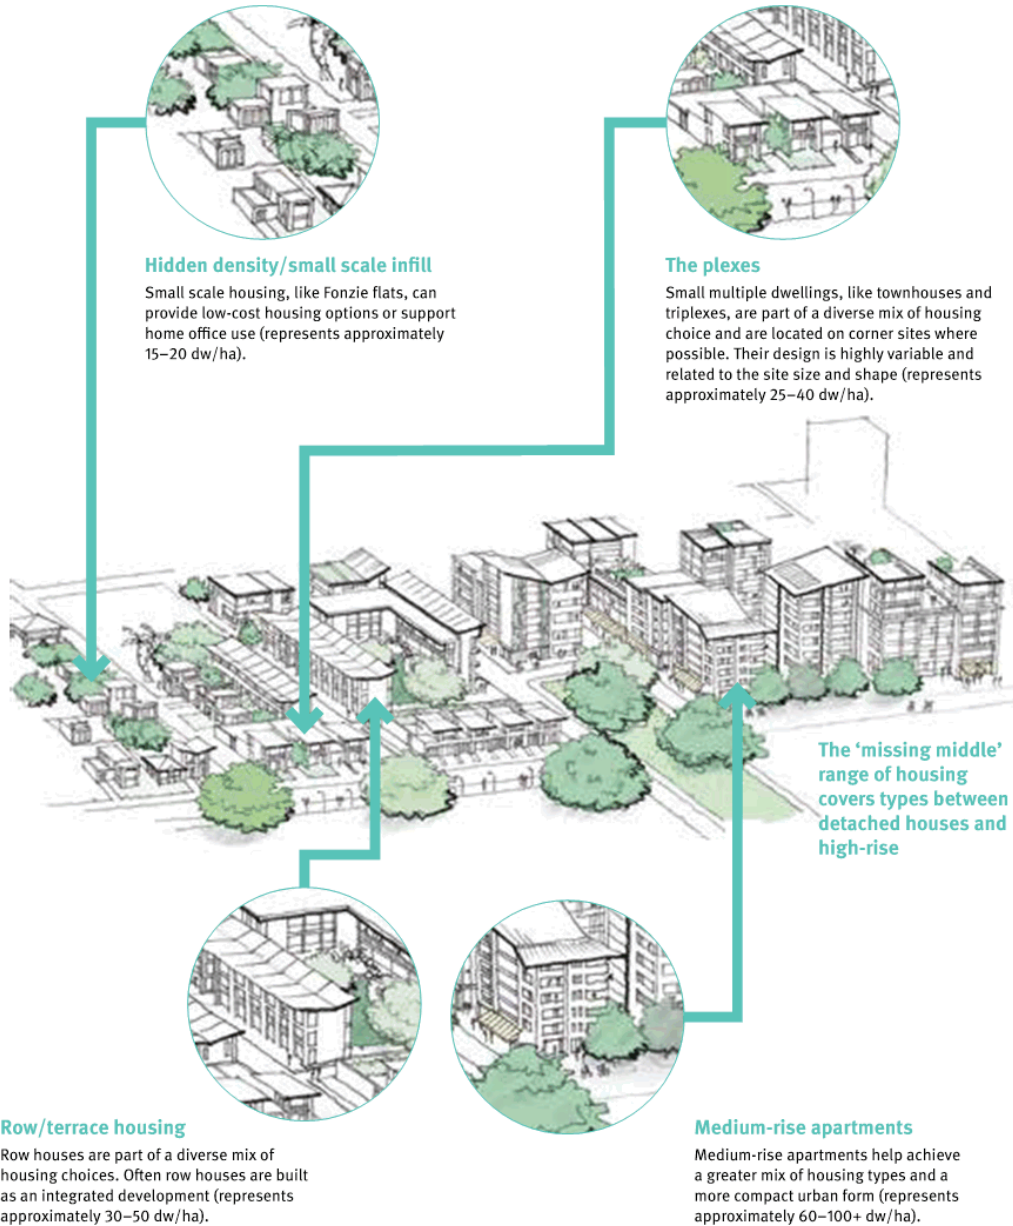 Hidden density/small scale infill
Small scale housing, like Fonzie flats, can
provide low-cost housing options or support
home office use (represents approximately
15–20 dw/ha).
The plexes
Small multiple dwellings, like townhouses and
triplexes, are part of a diverse mix of housing
choice and are located on corner sites where
possible. Their design is highly variable and
related to the site size and shape (represents
approximately 25–40 dw/ha).
The ‘missing middle’
range of housing
covers types between
detached houses and
high-rise
Row/terrace housing
Row houses are part of a diverse mix of
housing choices. Often row houses are built
as an integrated development (represents
approximately 30–50 dw/ha).
Medium-rise apartments
Medium-rise apartments help achieve
a greater mix of housing types and a
more compact urban form (represents
approximately 60–100+ dw/ha).